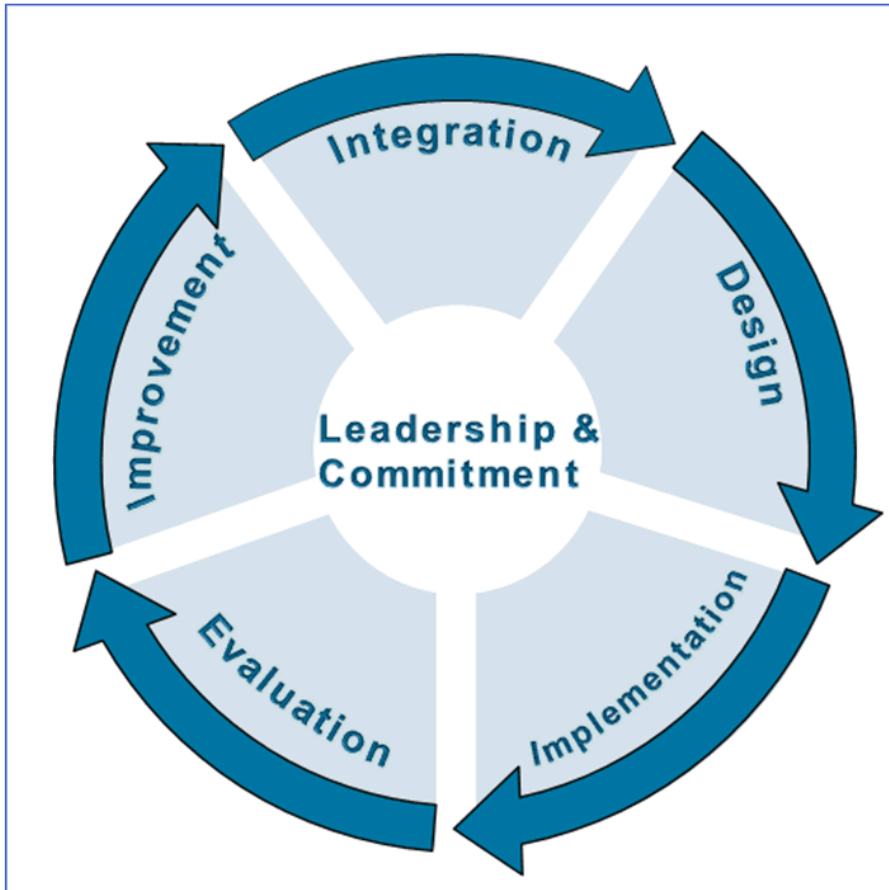 Integration
Design
Implementation
Evaluation
Improvement
Leadership &
Commitment